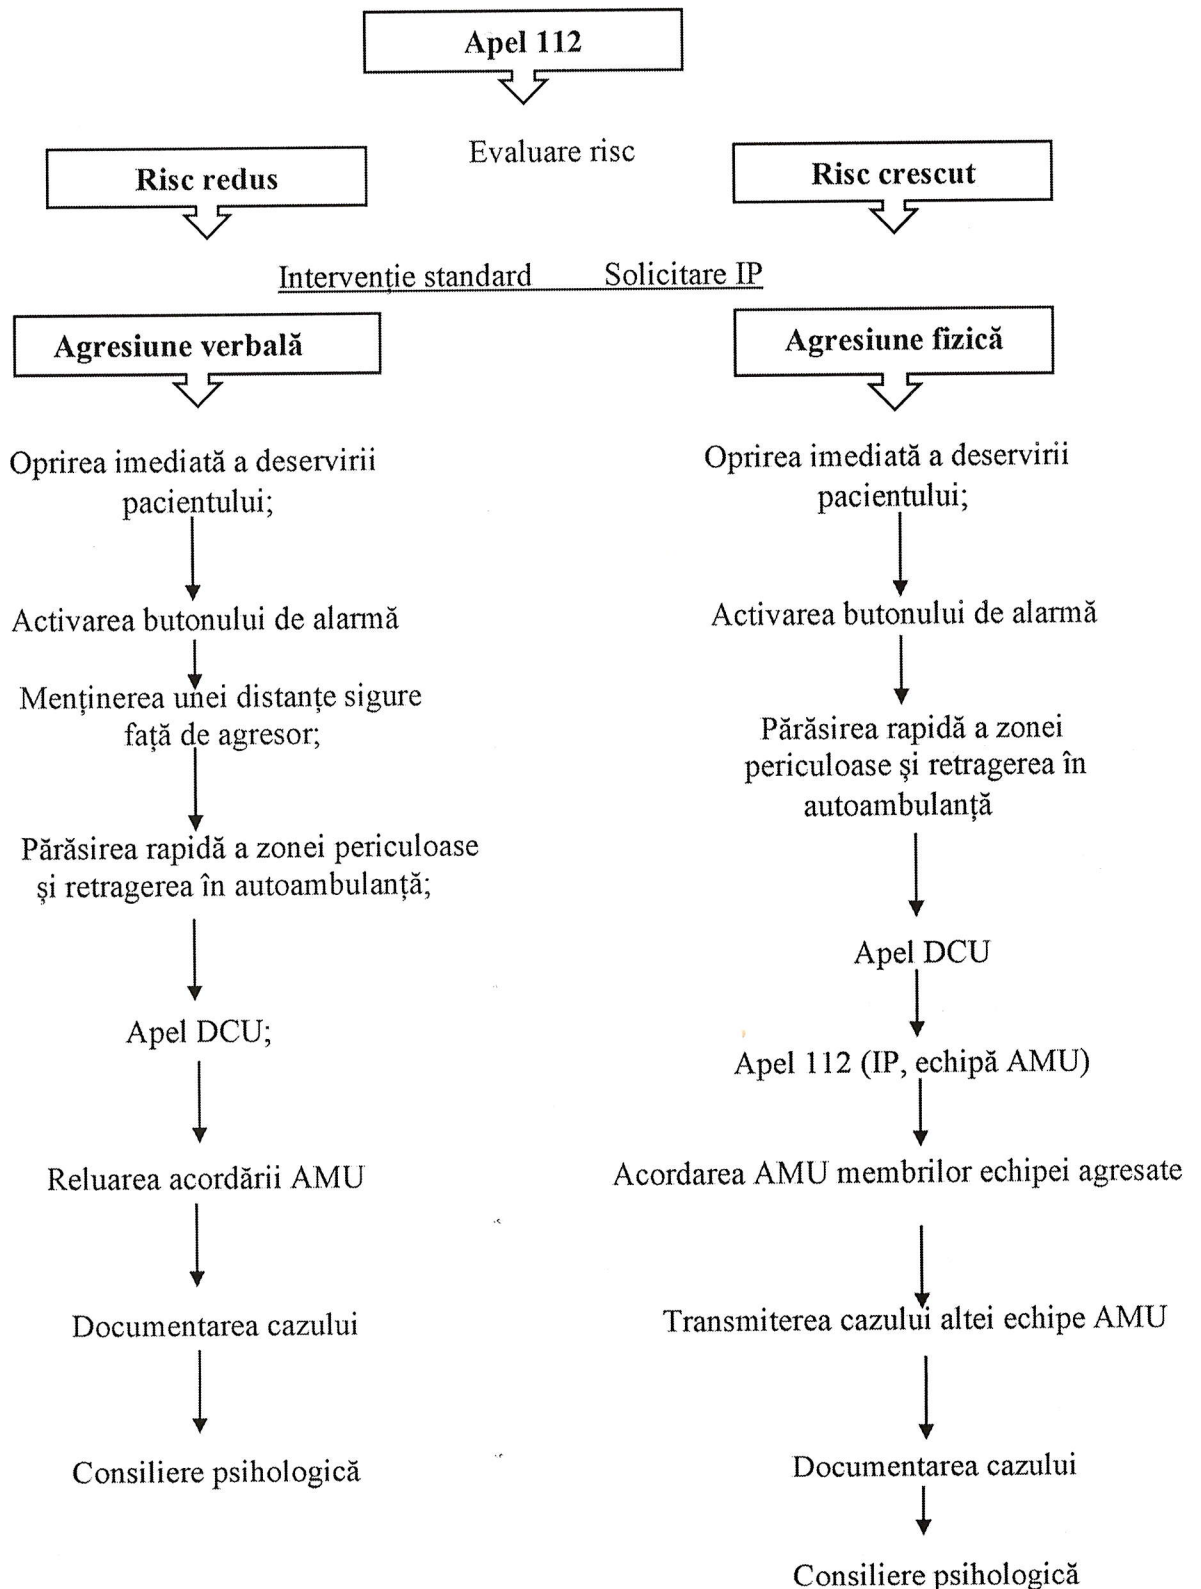 Apel 112
Evaluare risc
Risc redus
Risc crescut
Intervenție standard Solicitare IP
Agresiune verbală
Agresiune fizică
Oprirea imediată a deservirii
pacientului;
Activarea butonului de alarmă
Menținerea unei distanțe sigure
față de agresor;
Părăsirea rapidă a zonei periculoase
și retragerea în autoambulanță;
Apel DCU;
Reluarea acordării AMU
Documentarea cazului
Consiliere psihologică
Oprirea imediată a deservirii
pacientului;
Activarea butonului de alarmă
Părăsirea rapidă a zonei
periculoase și retragerea în
autoambulanță
Apel DCU
Apel 112 (IP, echipă AMU)
Acordarea AMU membrilor echipei agresate
Transmiterea cazului altei echipe AMU
Documentarea cazului
Consiliere psihologică